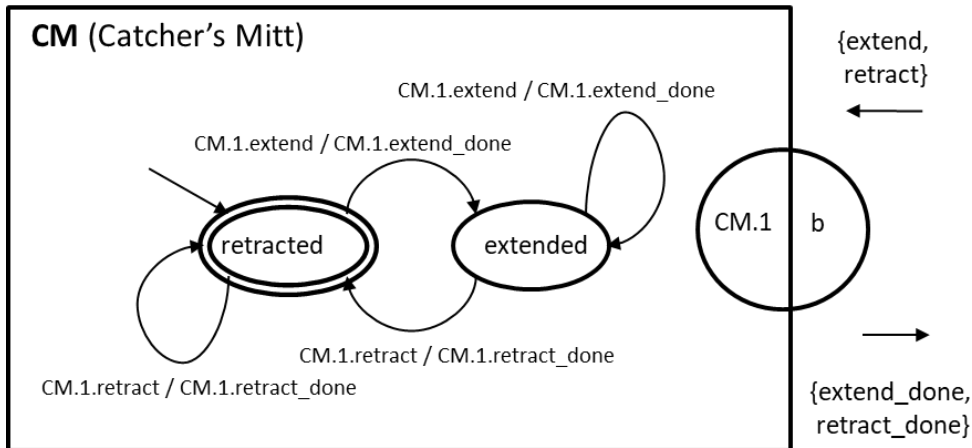 CM (Catcher's Mitt)
{extend,
retract}
CM.1.extend / CM.1.extend_done
CM.1.extend / CM.1.extend_done
CM.1
b
retracted
extended
CM.1.retract / CM.1.retract_done
CM.1.retract / CM.1.retract_done
{extend_done,
retract_done}